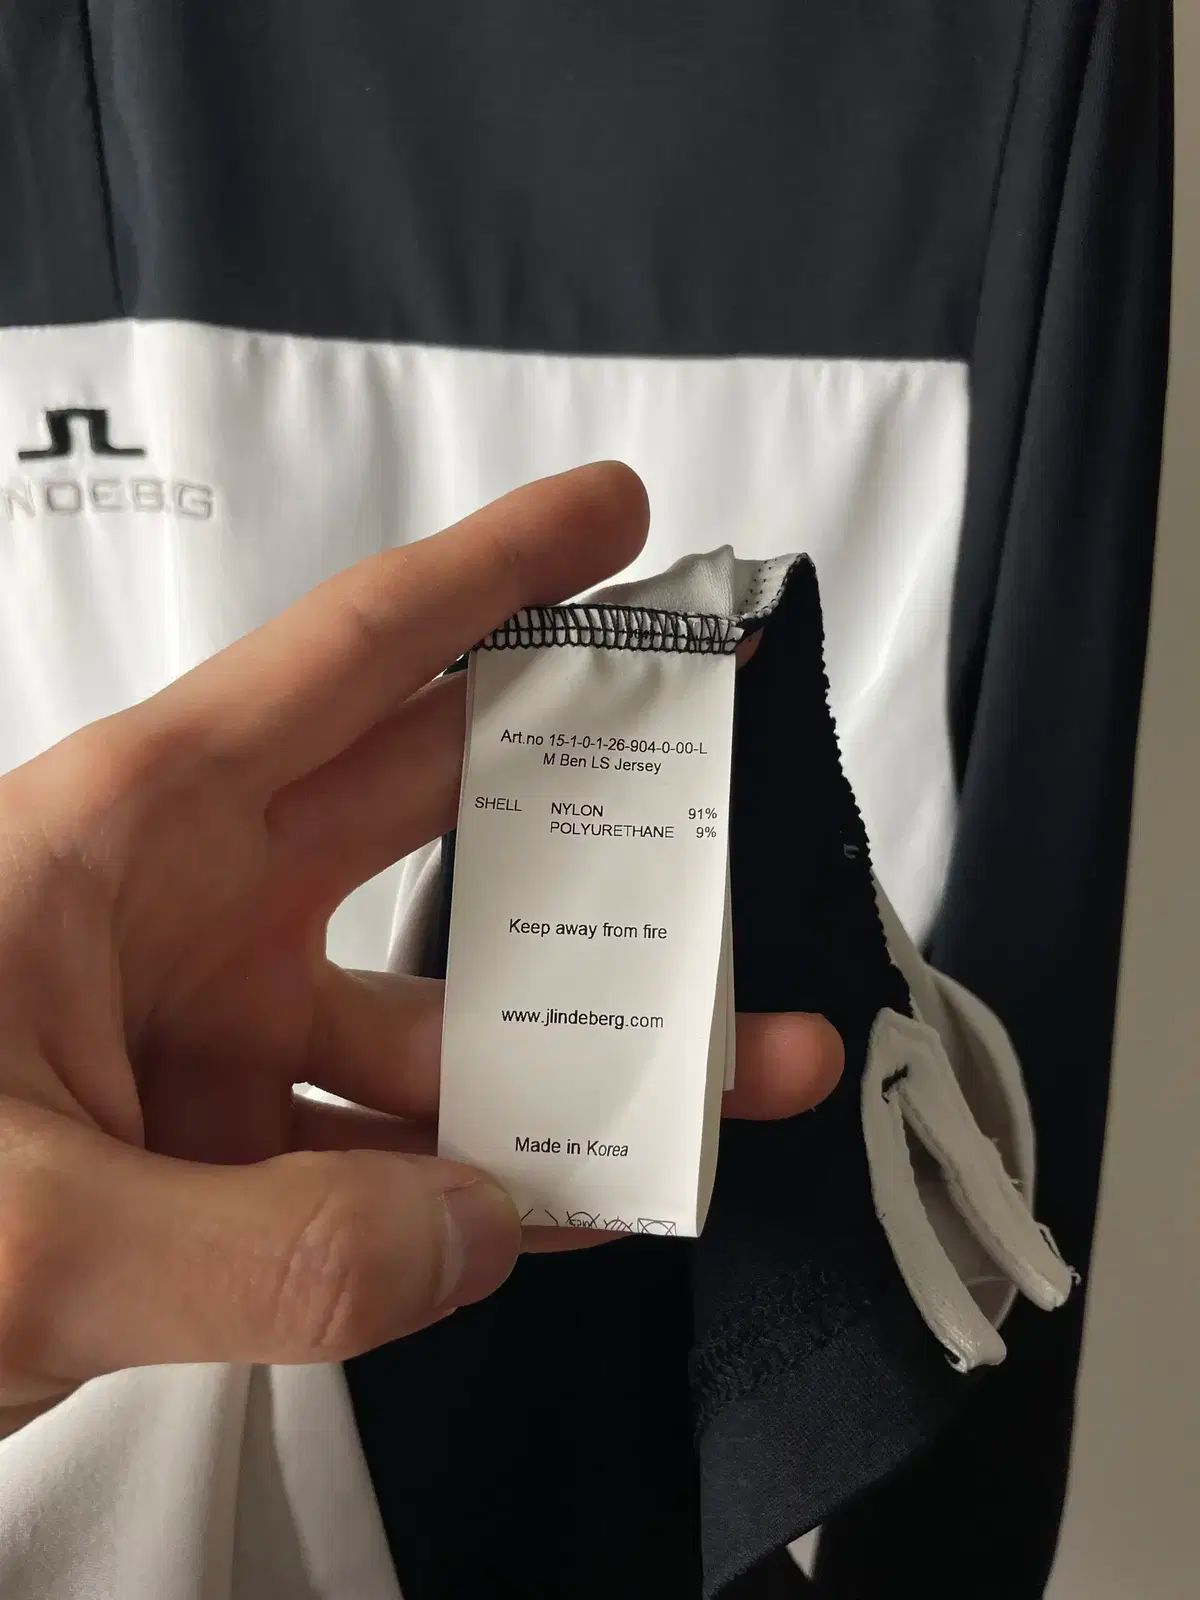 NDEBG
Art.no 15-1-0-1-26-904-0-00-L
M Ben LS Jersey
SHELL NYLON 91%
POLYURETHANE 9%
Keep away from fire
www.jlindeberg.com
Made in Korea